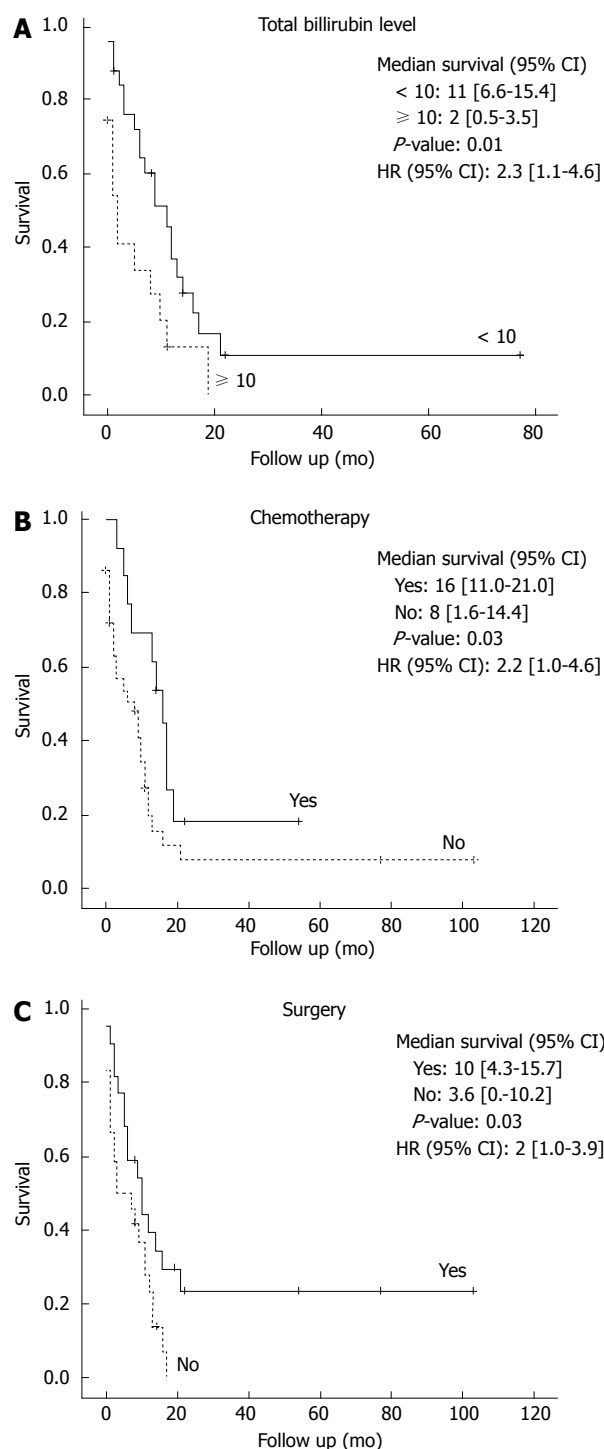 A Total billirubin level
1.0
0.8
0.6
0.4
0.2
0.0
Survival
Median survival (95% CI)
< 10: 11 [6.6-15.4]
⩾ 10: 2 [0.5-3.5]
P-value: 0.01
HR (95% CI): 2.3 [1.1-4.6]
< 10
⩾ 10
0 20 40 60 80
Follow up (mo)
B Chemotherapy
1.0
0.8
0.6
0.4
0.2
0.0
Survival
Median survival (95% CI)
Yes: 16 [11.0-21.0]
No: 8 [1.6-14.4]
P-value: 0.03
HR (95% CI): 2.2 [1.0-4.6]
Yes
No
0 20 40 60 80 100 120
Follow up (mo)
C Surgery
1.0
0.8
0.6
0.4
0.2
0.0
Survival
Median survival (95% CI)
Yes: 10 [4.3-15.7]
No: 3.6 [0.-10.2]
P-value: 0.03
HR (95% CI): 2 [1.0-3.9]
Yes
No
0 20 40 60 80 100 120
Follow up (mo)